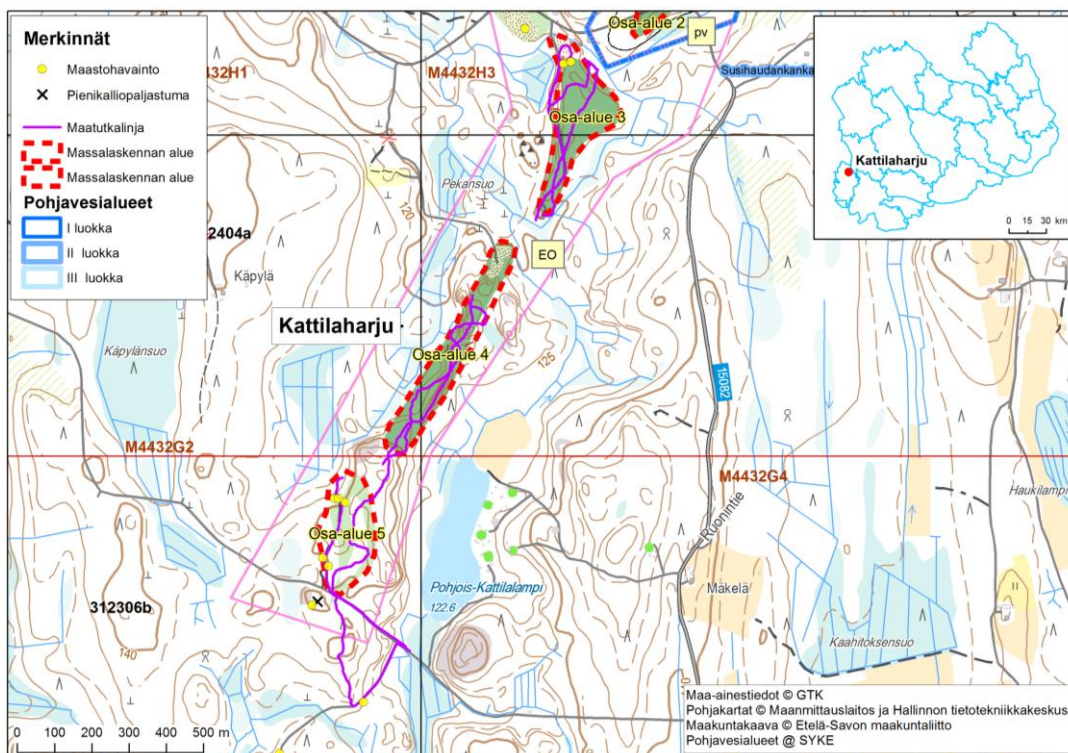 Merkinnät
Maastohavainto
Pienikalliopaljastuma
Maatutkalinja
Massalaskennan alue
Massalaskennan alue
Pohjavesialueet
I luokka
II luokka
III luokka
M4432H3
Osa-alue 2
pv
Susihaudankanka
Osa-alue 3
Kattilaharju
0 15 30 km
Pekansuo
120
2404a
Käpylä
EO
Kattilaharju
Käpylänsuo
Osa-alue 4
125
15082
M4432G2
M4432G4
Haukilampi
Ruonintie
Osa-alue 5
Pohjois-Kattilalampi
122.6
Mäkelä
312306b
140
Kaahitoksensuo
0 100 200 300 400 500 m
Maa-ainestiedot © GTK
Pohjakartat © Maanmittauslaitos ja Hallinnon tietotekniikkakeskus
Maakuntakaava © Etelä-Savon maakuntaliitto
Pohjavesialueet @ SYKE